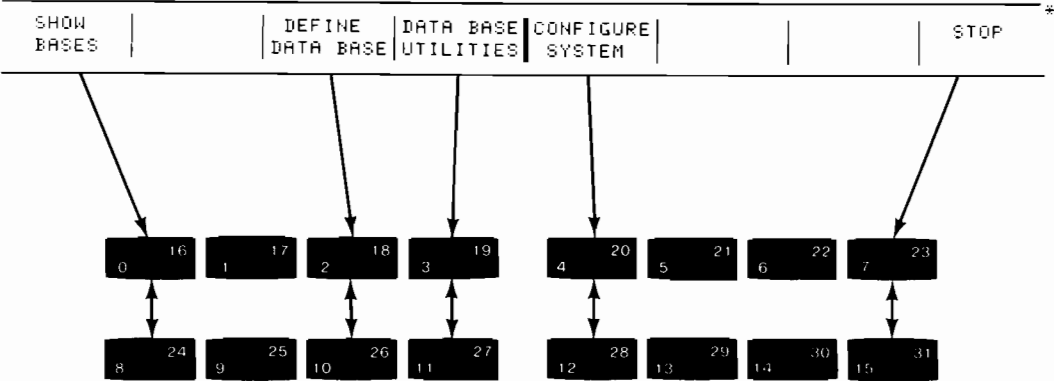 *
SHOW DEFINE DATA BASE CONFIGURE STOP
BASES DATA BASE UTILITIES SYSTEM
16 17 18 19 20 21 22 23
0 1 2 3 4 5 6 7
24 25 26 27 28 29 30 31
8 9 10 11 12 13 14 15